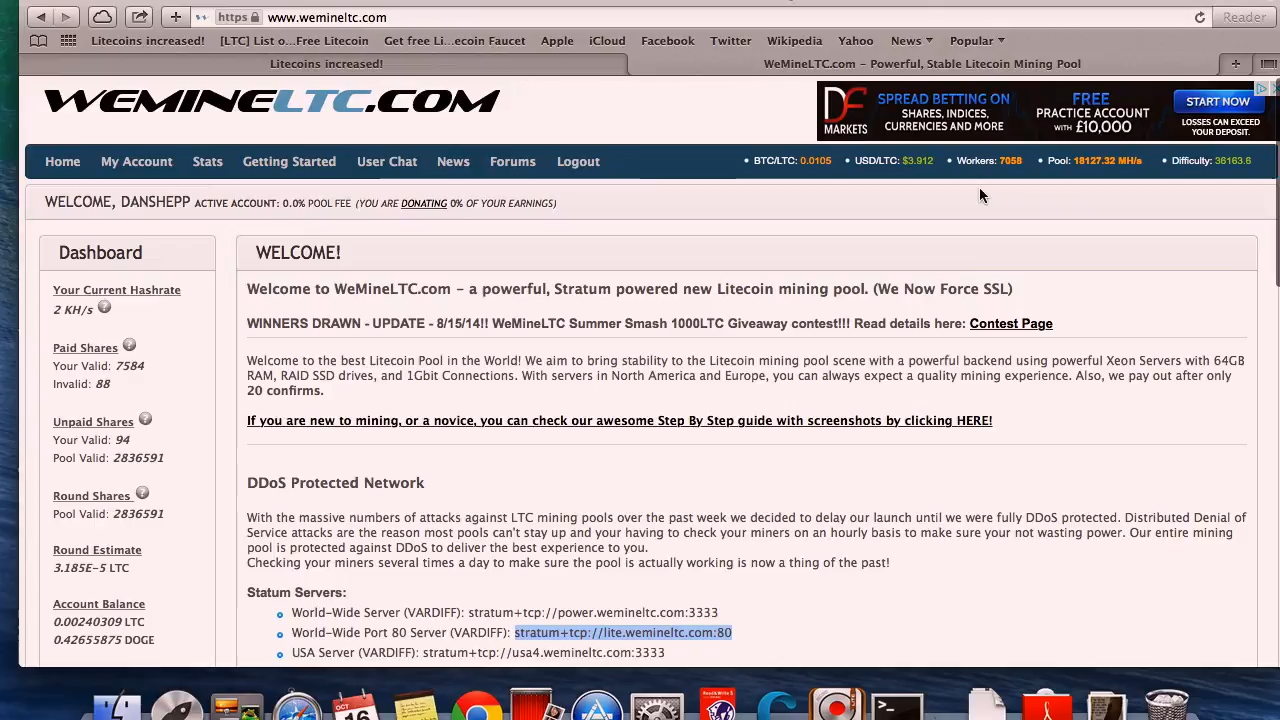 https www.wemineltc.com Reader
Litecoins increased! [LTC] List o...Free Litecoin Get free Li...ecoin Faucet Apple iCloud Facebook Twitter Wikipedia Yahoo News Popular
Litecoins increased! WeMineLTC.com – Powerful, Stable Litecoin Mining Pool
WEMINELTC.COM
DF MARKETS
SPREAD BETTING ON
SHARES, INDICES,
CURRENCIES AND MORE
FREE
PRACTICE ACCOUNT
WITH £10,000
START NOW
LOSSES CAN EXCEED
YOUR DEPOSIT.
Home My Account Stats Getting Started User Chat News Forums Logout
BTC/LTC: 0.0105 USD/LTC: $3.912 Workers: 7058 Pool: 18127.32 MH/s Difficulty: 36163.6
WELCOME, DANSHEPP ACTIVE ACCOUNT: 0.0% POOL FEE (YOU ARE DONATING 0% OF YOUR EARNINGS)
Dashboard
Your Current Hashrate
2 KH/s ?
Paid Shares ?
Your Valid: 7584
Invalid: 88
Unpaid Shares ?
Your Valid: 94
Pool Valid: 2836591
Round Shares ?
Pool Valid: 2836591
Round Estimate
3.185E-5 LTC
Account Balance
0.00240309 LTC
0.42655875 DOGE
WELCOME!
Welcome to WeMineLTC.com – a powerful, Stratum powered new Litecoin mining pool. (We Now Force SSL)
WINNERS DRAWN - UPDATE - 8/15/14!! WeMineLTC Summer Smash 1000LTC Giveaway contest!!! Read details here: Contest Page
Welcome to the best Litecoin Pool in the World! We aim to bring stability to the Litecoin mining pool scene with a powerful backend using powerful Xeon Servers with 64GB
RAM, RAID SSD drives, and 1Gbit Connections. With servers in North America and Europe, you can always expect a quality mining experience. Also, we pay out after only
20 confirms.
If you are new to mining, or a novice, you can check our awesome Step By Step guide with screenshots by clicking HERE!
DDoS Protected Network
With the massive numbers of attacks against LTC mining pools over the past week we decided to delay our launch until we were fully DDoS protected. Distributed Denial of
Service attacks are the reason most pools can't stay up and your having to check your miners on an hourly basis to make sure your not wasting power. Our entire mining
pool is protected against DDoS to deliver the best experience to you.
Checking your miners several times a day to make sure the pool is actually working is now a thing of the past!
Statum Servers:
World-Wide Server (VARDIFF): stratum+tcp://power.wemineltc.com:3333
World-Wide Port 80 Server (VARDIFF): stratum+tcp://lite.wemineltc.com:80
USA Server (VARDIFF): stratum+tcp://usa4.wemineltc.com:3333
OCT
16